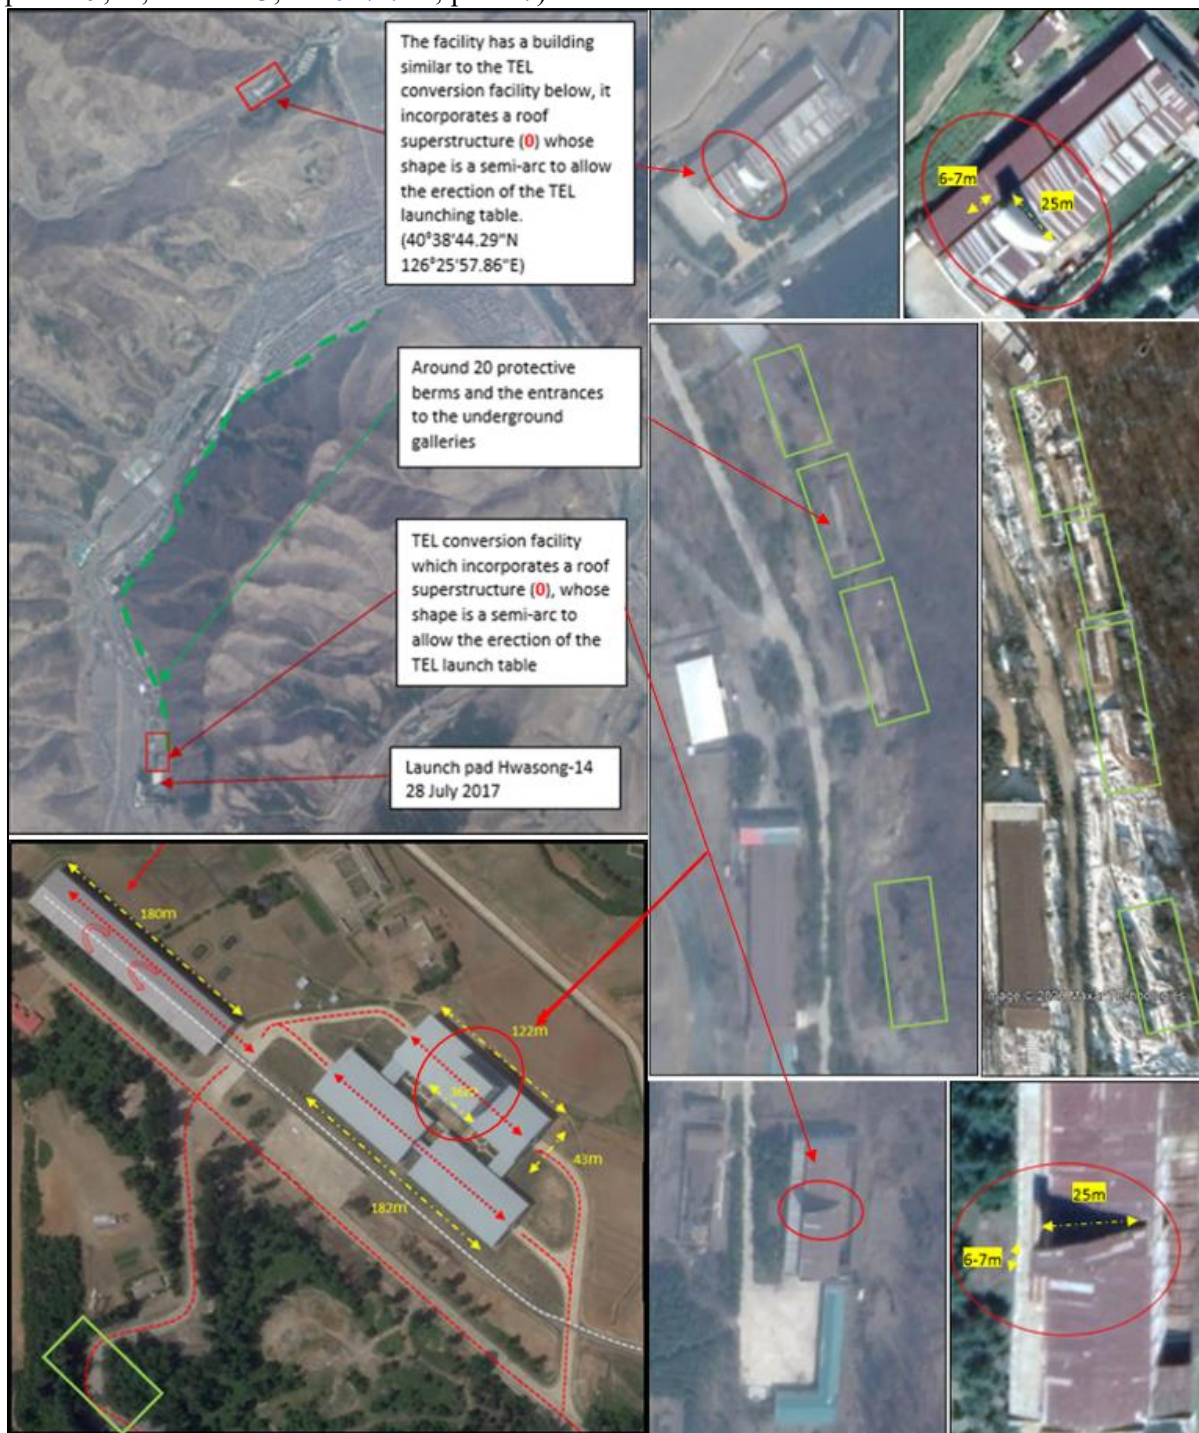 The facility has a building
similar to the TEL
conversion facility below, it
incorporates a roof
superstructure (0) whose
shape is a semi-arc to allow
the erection of the TEL
launching table.
(40°38'44.29"N
126°25'57.86"E)
6-7m
25m
Around 20 protective
berms and the entrances
to the underground
galleries
TEL conversion facility
which incorporates a roof
superstructure (0), whose
shape is a semi-arc to
allow the erection of the
TEL launch table
Launch pad Hwasong-14
28 July 2017
180m
122m
43m
182m
25m
6-7m